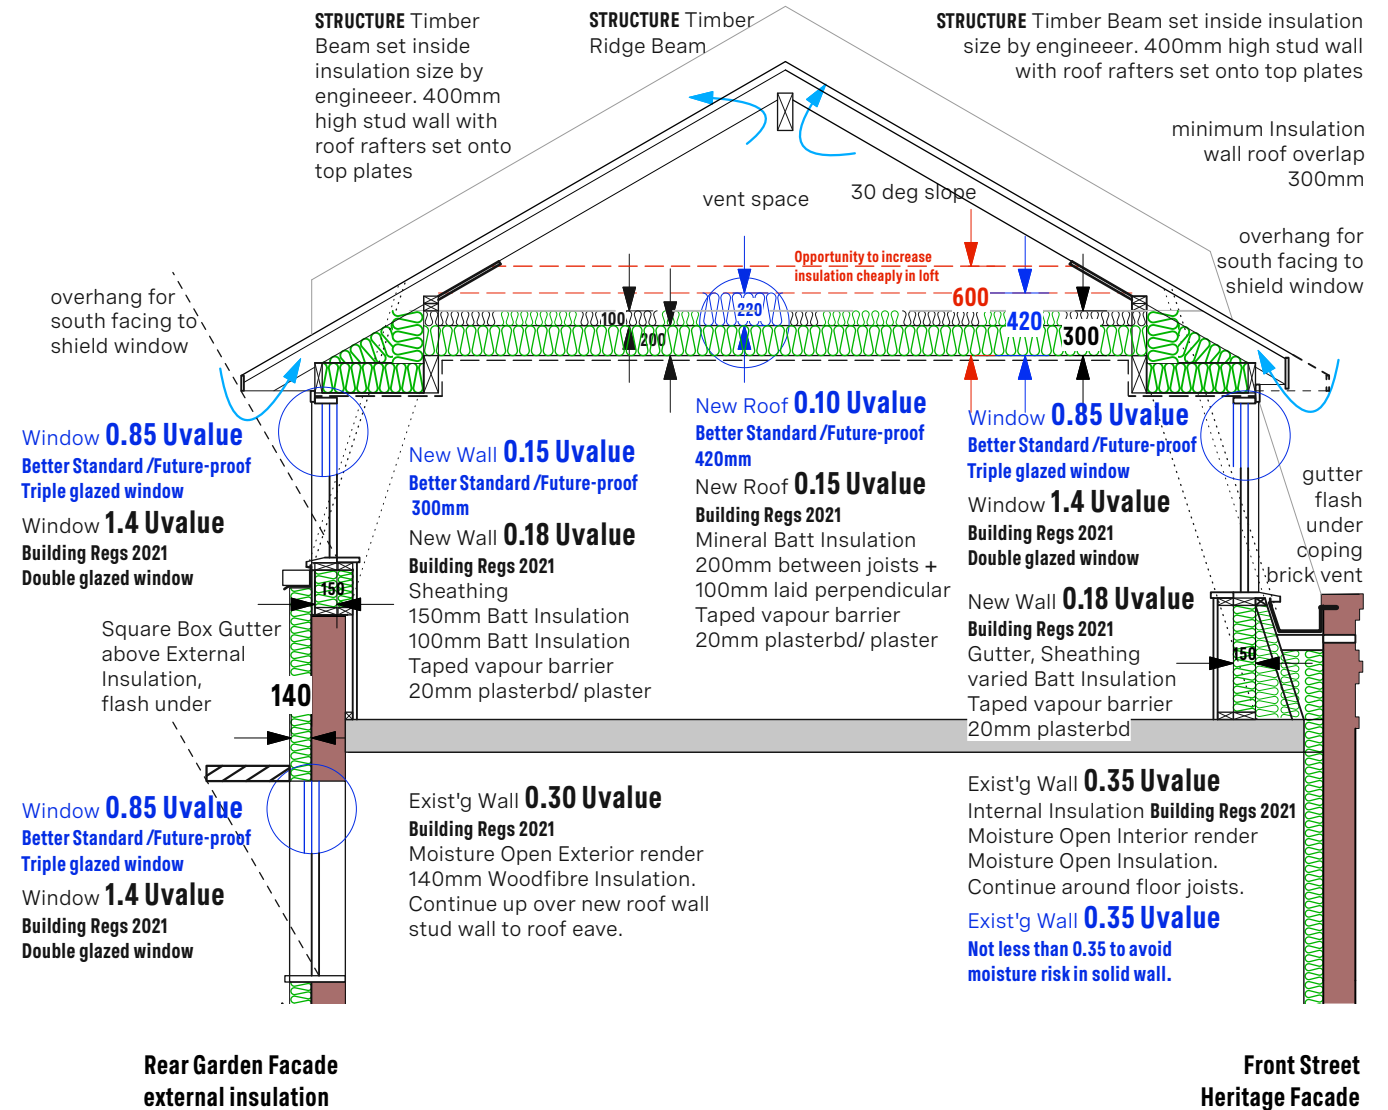 STRUCTURE Timber
Beam set inside
insulation size by
engineeer. 400mm
high stud wall with
roof rafters set onto
top plates
STRUCTURE Timber
Ridge Beam
STRUCTURE Timber Beam set inside insulation
size by engineeer. 400mm high stud wall
with roof rafters set onto top plates
minimum Insulation
wall roof overlap
300mm
vent space
30 deg slope
overhang for
south facing to
shield window
overhang for
south facing to
shield window
Opportunity to increase
insulation cheaply in loft
600
420
300
220
100
200
Window 0.85 Uvalue
Better Standard /Future-proof
Triple glazed window
Window 1.4 Uvalue
Building Regs 2021
Double glazed window
New Wall 0.15 Uvalue
Better Standard /Future-proof
300mm
New Wall 0.18 Uvalue
Building Regs 2021
Sheathing
150mm Batt Insulation
100mm Batt Insulation
Taped vapour barrier
20mm plasterbd/ plaster
New Roof 0.10 Uvalue
Better Standard /Future-proof
420mm
New Roof 0.15 Uvalue
Building Regs 2021
Mineral Batt Insulation
200mm between joists +
100mm laid perpendicular
Taped vapour barrier
20mm plasterbd/ plaster
Window 0.85 Uvalue
Better Standard /Future-proof
Triple glazed window
Window 1.4 Uvalue
Building Regs 2021
Double glazed window
New Wall 0.18 Uvalue
Building Regs 2021
Gutter, Sheathing
varied Batt Insulation
Taped vapour barrier
20mm plasterbd
gutter
flash
under
coping
brick vent
150
150
Square Box Gutter
above External
Insulation,
flash under
140
Window 0.85 Uvalue
Better Standard /Future-proof
Triple glazed window
Window 1.4 Uvalue
Building Regs 2021
Double glazed window
Exist'g Wall 0.30 Uvalue
Building Regs 2021
Moisture Open Exterior render
140mm Woodfibre Insulation.
Continue up over new roof wall
stud wall to roof eave.
Exist'g Wall 0.35 Uvalue
Internal Insulation Building Regs 2021
Moisture Open Interior render
Moisture Open Insulation.
Continue around floor joists.
Exist'g Wall 0.35 Uvalue
Not less than 0.35 to avoid
moisture risk in solid wall.
Rear Garden Facade
external insulation
Front Street
Heritage Facade